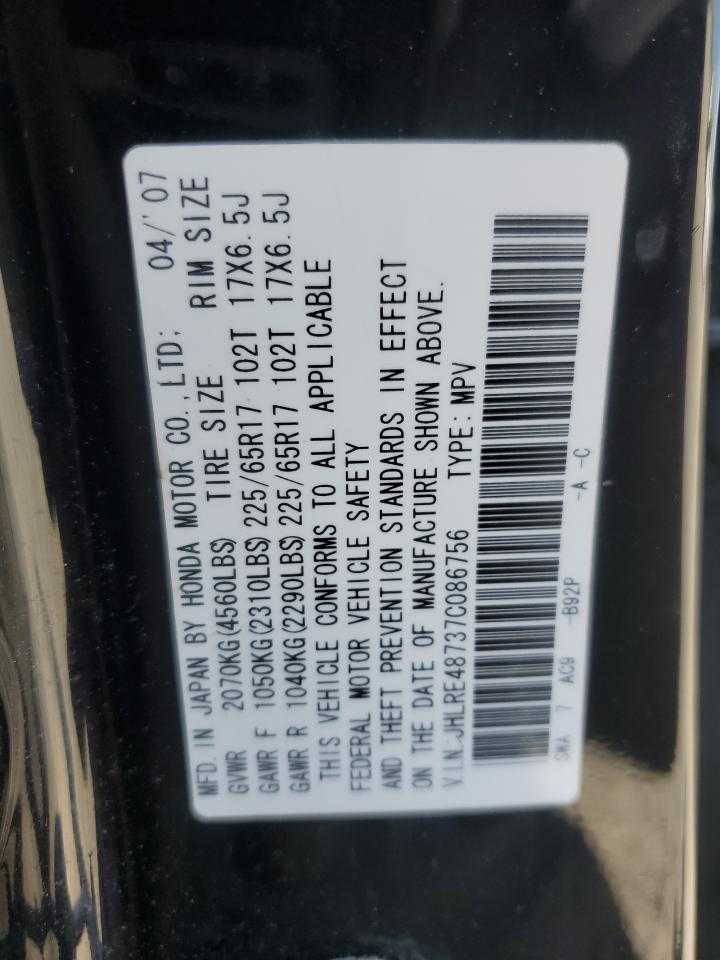 MFD. IN JAPAN BY HONDA MOTOR CO., LTD; 04/'07
GVWR 2070KG(4560LBS) TIRE SIZE RIM SIZE
GAWR F 1050KG(2310LBS) 225/65R17 102T 17X6. 5J
GAWR R 1040KG(2290LBS) 225/65R17 102T 17X6. 5J
THIS VEHICLE CONFORMS TO ALL APPLICABLE
FEDERAL MOTOR VEHICLE SAFETY
AND THEFT PREVENTION STANDARDS IN EFFECT
ON THE DATE OF MANUFACTURE SHOWN ABOVE.
V.I.N.:JHLRE48737C086756 TYPE: MPV
SWA 7 AC9 -B92P -A -C